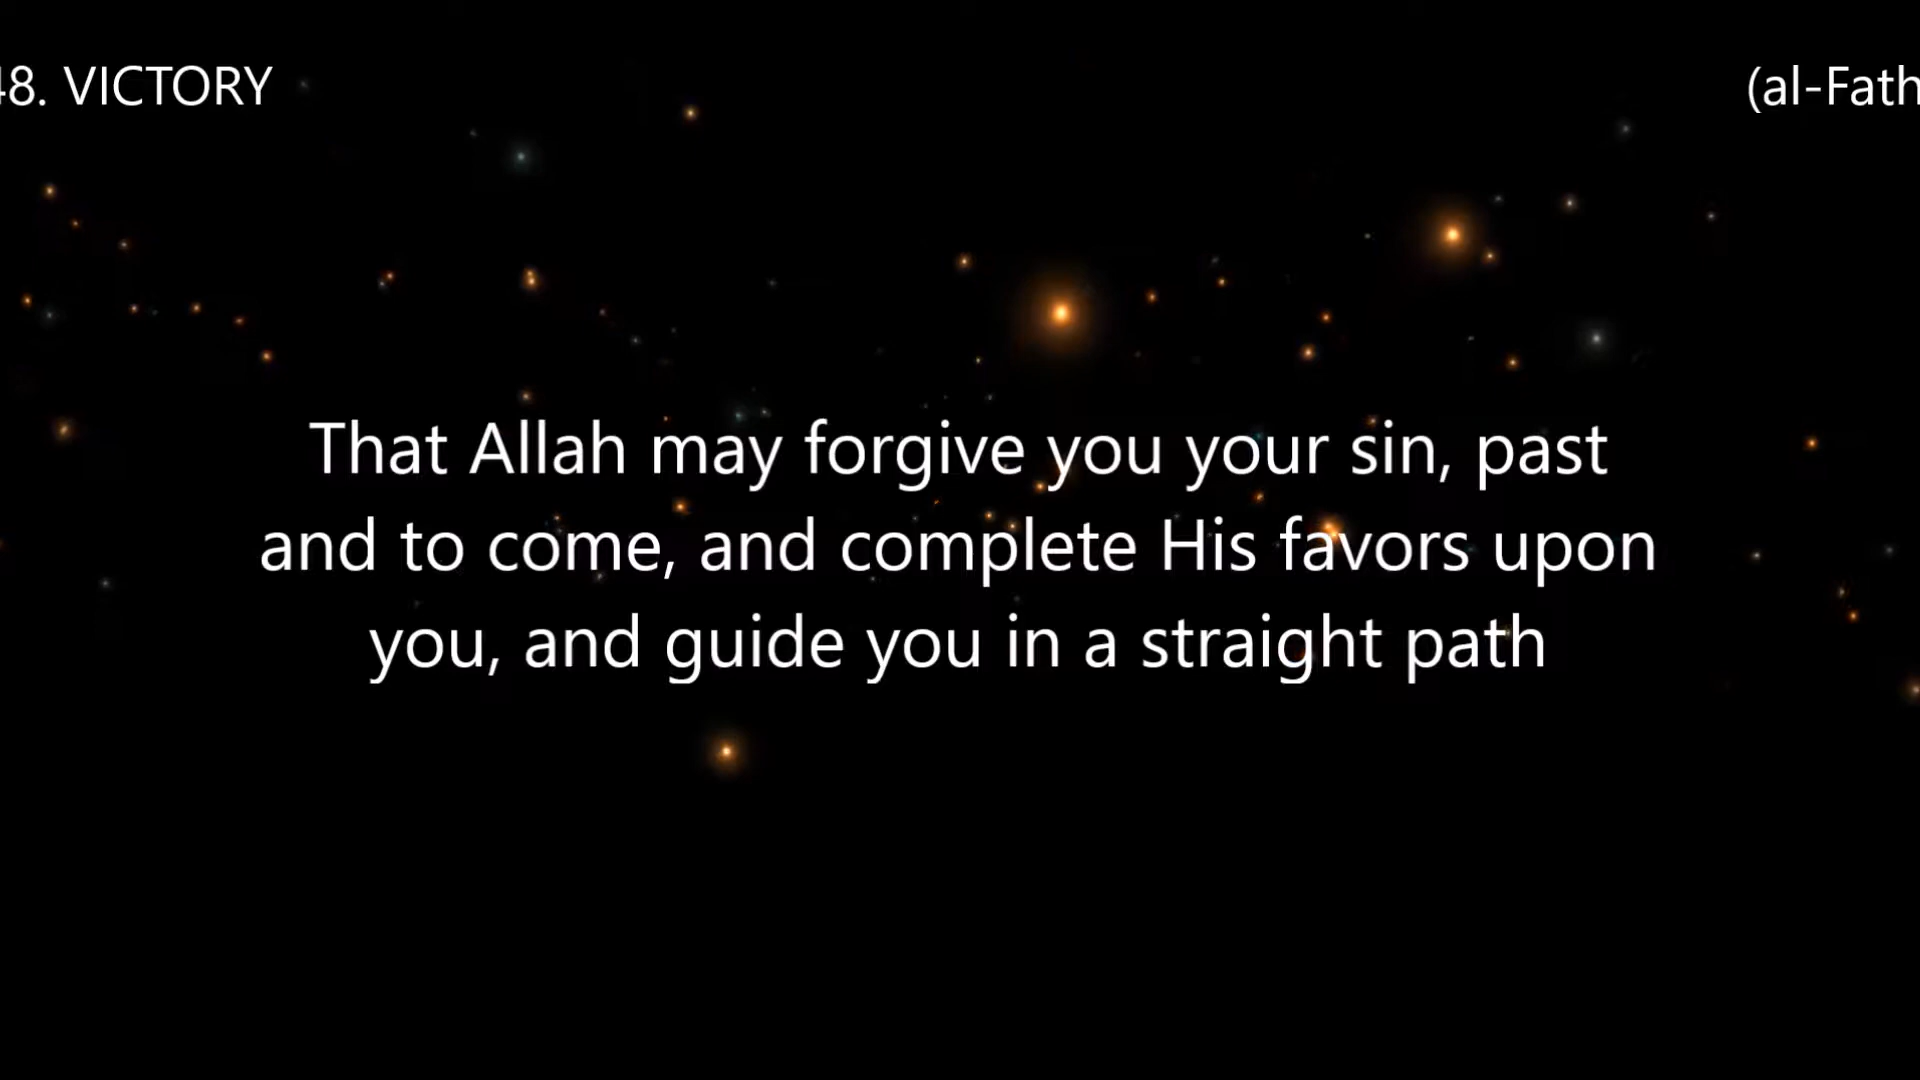 48. VICTORY (al-Fath
That Allah may forgive you your sin, past
and to come, and complete His favors upon
you, and guide you in a straight path